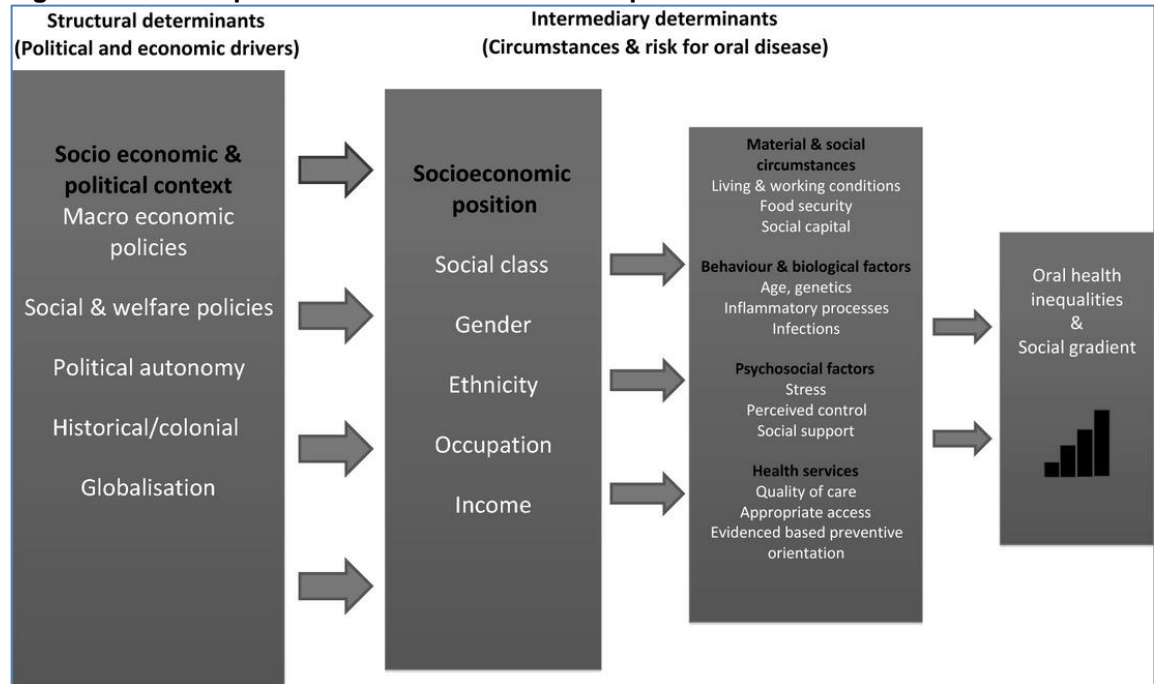 Structural determinants
(Political and economic drivers)
Intermediary determinants
(Circumstances & risk for oral disease)
Socio economic &
political context
Macro economic
policies
Social & welfare policies
Political autonomy
Historical/colonial
Globalisation
Socioeconomic
position
Social class
Gender
Ethnicity
Occupation
Income
Material & social
circumstances
Living & working conditions
Food security
Social capital
Behaviour & biological factors
Age, genetics
Inflammatory processes
Infections
Psychosocial factors
Stress
Perceived control
Social support
Health services
Quality of care
Appropriate access
Evidenced based preventive
orientation
Oral health
inequalities
&
Social gradient